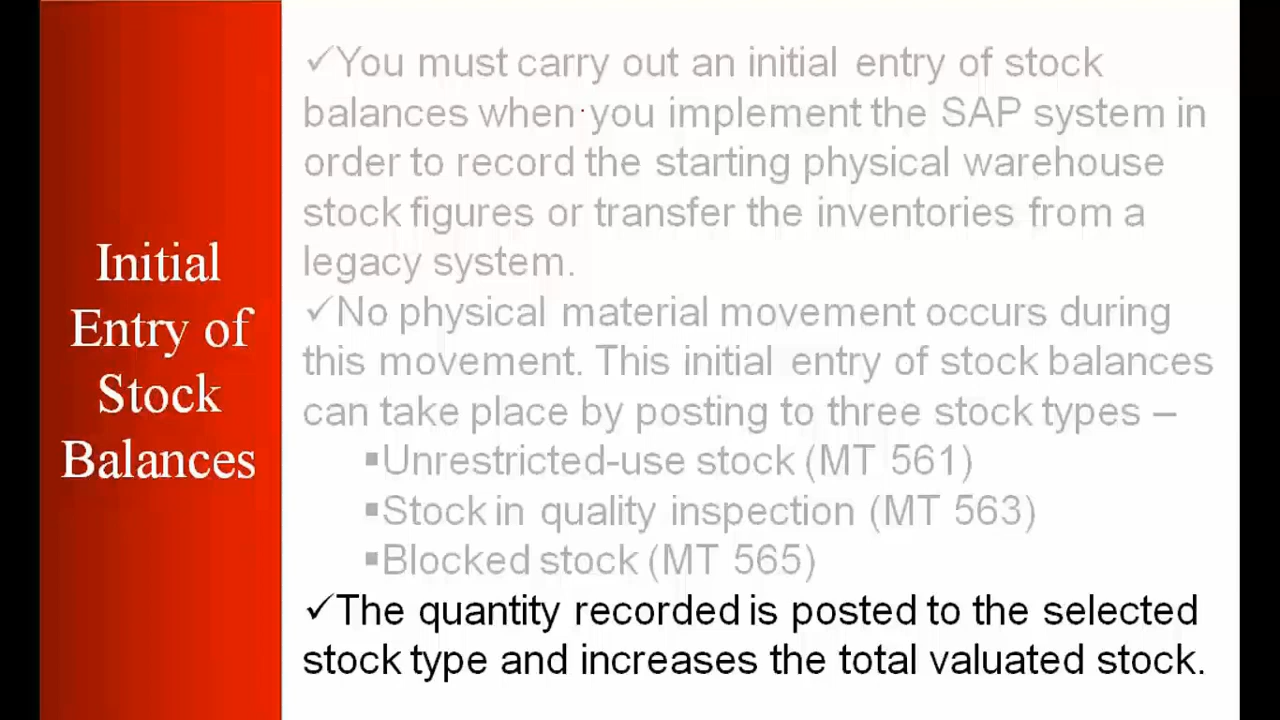 Initial
Entry of
Stock
Balances
✓You must carry out an initial entry of stock
balances when you implement the SAP system in
order to record the starting physical warehouse
stock figures or transfer the inventories from a
legacy system.
✓No physical material movement occurs during
this movement. This initial entry of stock balances
can take place by posting to three stock types –
▪Unrestricted-use stock (MT 561)
▪Stock in quality inspection (MT 563)
▪Blocked stock (MT 565)
✓The quantity recorded is posted to the selected
stock type and increases the total valuated stock.